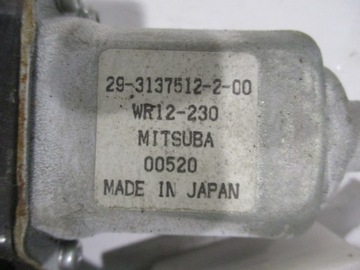 29-3137512-2-00
WR12-230
MITSUBA
00520
MADE IN JAPAN